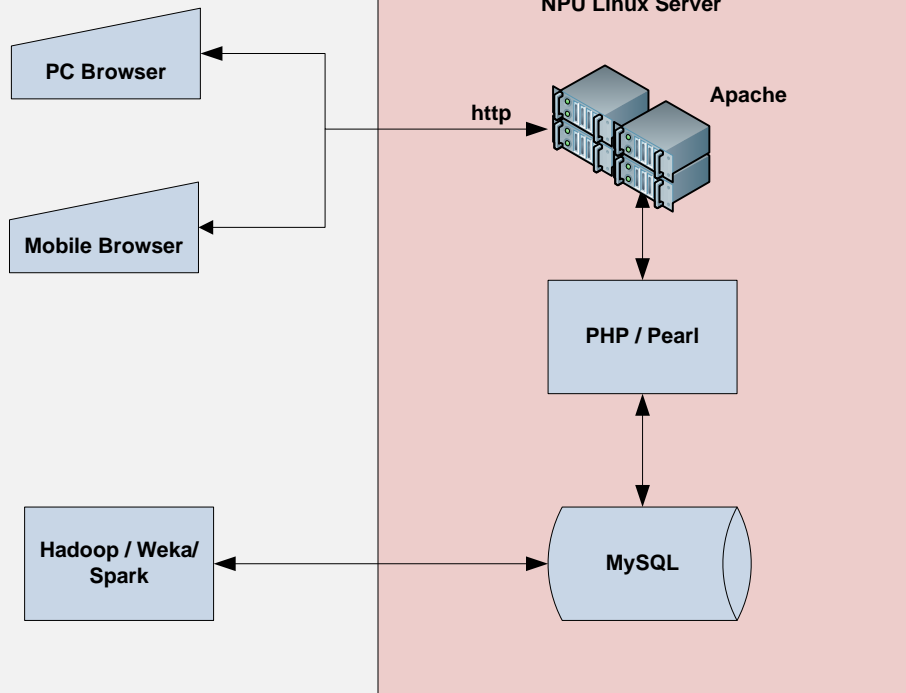 NPU Linux Server
PC Browser
Apache
http
Mobile Browser
PHP / Pearl
Hadoop / Weka/
Spark
MySQL